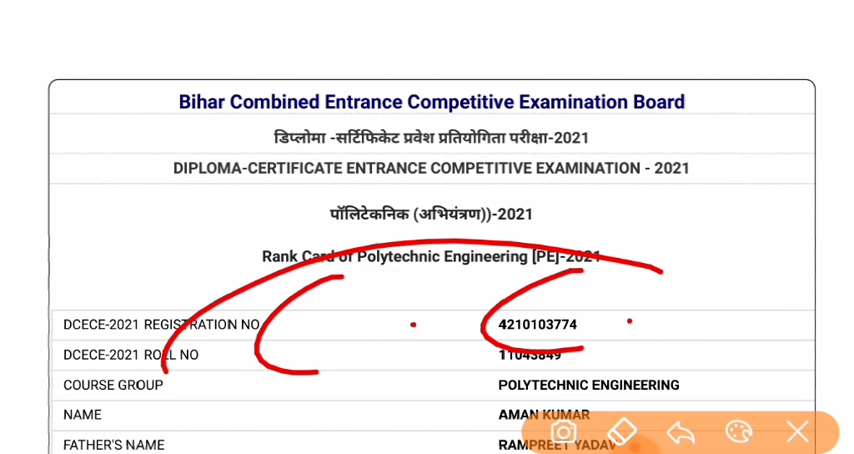 Bihar Combined Entrance Competitive Examination Board
डिप्लोमा -सर्टिफिकेट प्रवेश प्रतियोगिता परीक्षा-2021
DIPLOMA-CERTIFICATE ENTRANCE COMPETITIVE EXAMINATION - 2021
पॉलिटेकनिक (अभियंत्रण))-2021
Rank Card of Polytechnic Engineering [PE]-2021
DCECE-2021 REGISTRATION NO 4210103774
DCECE-2021 ROLL NO 11043849
COURSE GROUP POLYTECHNIC ENGINEERING
NAME AMAN KUMAR
FATHER'S NAME RAMPREET YADAV